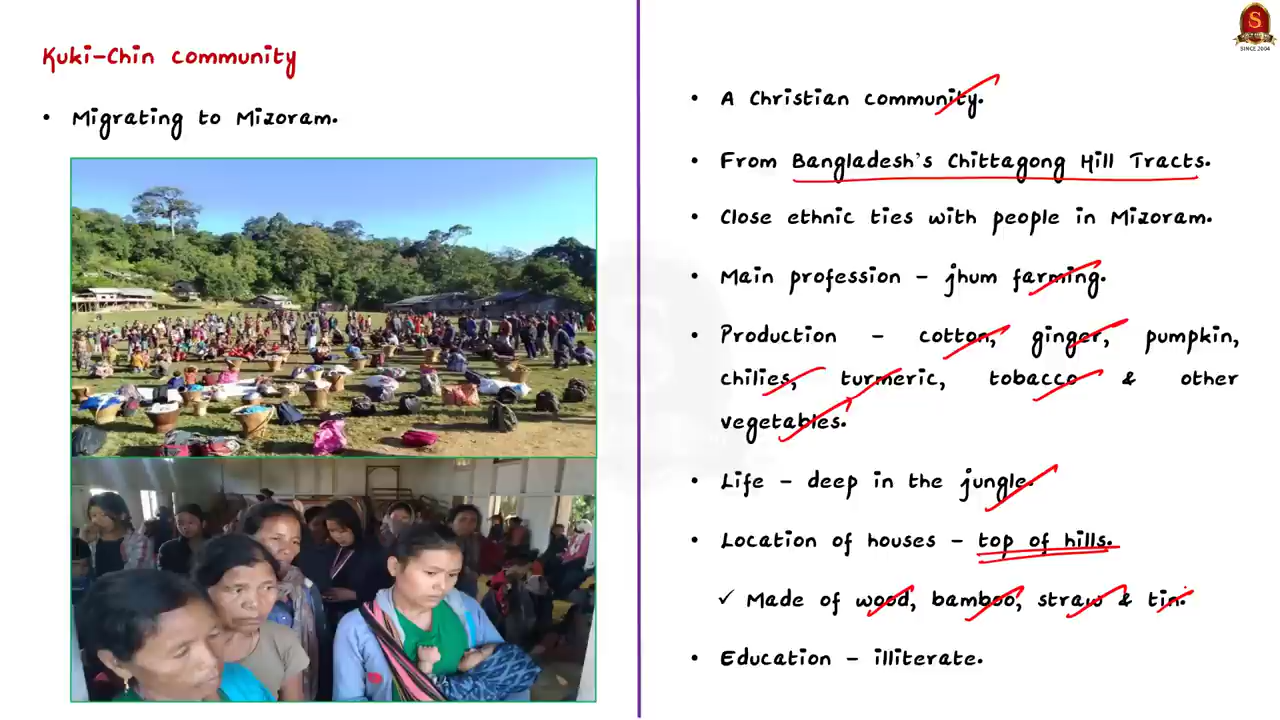 Kuki-Chin community
• Migrating to Mizoram.
S
SINCE 2004
• A Christian community.
• From Bangladesh's Chittagong Hill Tracts.
• Close ethnic ties with people in Mizoram.
• Main profession – jhum farming.
• Production – cotton, ginger, pumpkin,
chilies, turmeric, tobacco & other
vegetables.
• Life – deep in the jungle.
• Location of houses – top of hills.
✓ Made of wood, bamboo, straw & tin.
• Education – illiterate.